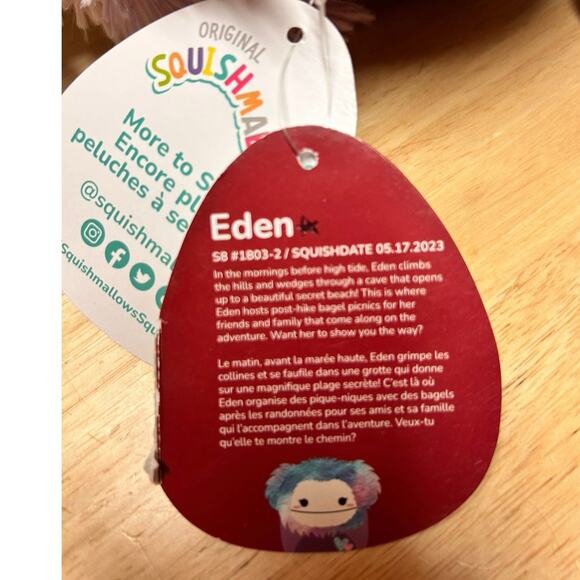 ORIGINAL
SQUISHMA
More to S
Encore pl
peluches à se
@squishmal
SquishmallowsSqu
Eden
SB #1803-2 / SQUISHDATE 05.17.2023
In the mornings before high tide, Eden climbs
the hills and wedges through a cave that opens
up to a beautiful secret beach! This is where
Eden hosts post-hike bagel picnics for her
friends and family that come along on the
adventure. Want her to show you the way?
Le matin, avant la marée haute, Eden grimpe les
collines et se faufile dans une grotte qui donne
sur une magnifique plage secrète! C'est là où
Eden organise des pique-niques avec des bagels
après les randonnées pour ses amis et sa famille
qui l'accompagnent dans l'aventure. Veux-tu
qu'elle te montre le chemin?